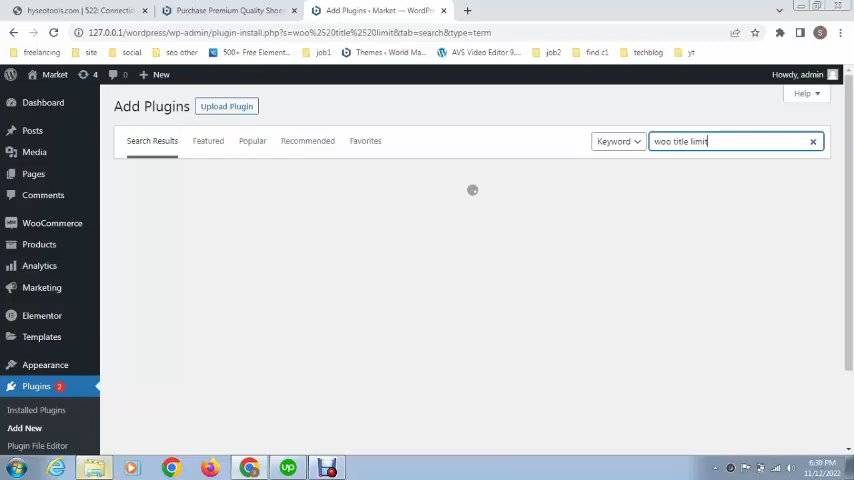 hyseotools.com | 522: Connectio
Purchase Premium Quality Shoes
Add Plugins ‹ Market — WordPre
127.0.0.1/wordpress/wp-admin/plugin-install.php?s=woo%2520title%2520limit&tab=search&type=term
S
freelancing
site
social
seo other
500+ Free Element...
job1
Themes ‹ World Ma...
AVS Video Editor 9....
job2
find c1
techblog
yt
Market
4
0
New
Howdy, admin
Dashboard
Posts
Media
Pages
Comments
WooCommerce
Products
Analytics
Marketing
Elementor
Templates
Appearance
Plugins 2
Installed Plugins
Add New
Plugin File Editor
Add Plugins
Upload Plugin
Help
Search Results
Featured
Popular
Recommended
Favorites
Keyword
woo title limit
6:30 PM
11/12/2022